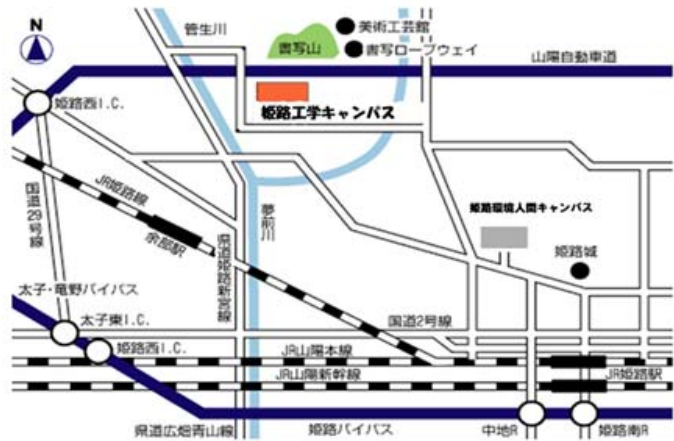 N
菅生川
美術工芸館
書写山
書写ロープウェイ
山陽自動車道
姫路西I.C.
姫路工学キャンパス
国道29号線
JR姫路線
余部駅
県道姫路新宮線
夢前川
姫路環境人間キャンパス
姫路城
太子・竜野バイパス
太子東I.C.
国道2号線
姫路西I.C.
JR山陽本線
JR山陽新幹線
JR姫路駅
県道広畑青山線
姫路バイパス
中地R
姫路南R